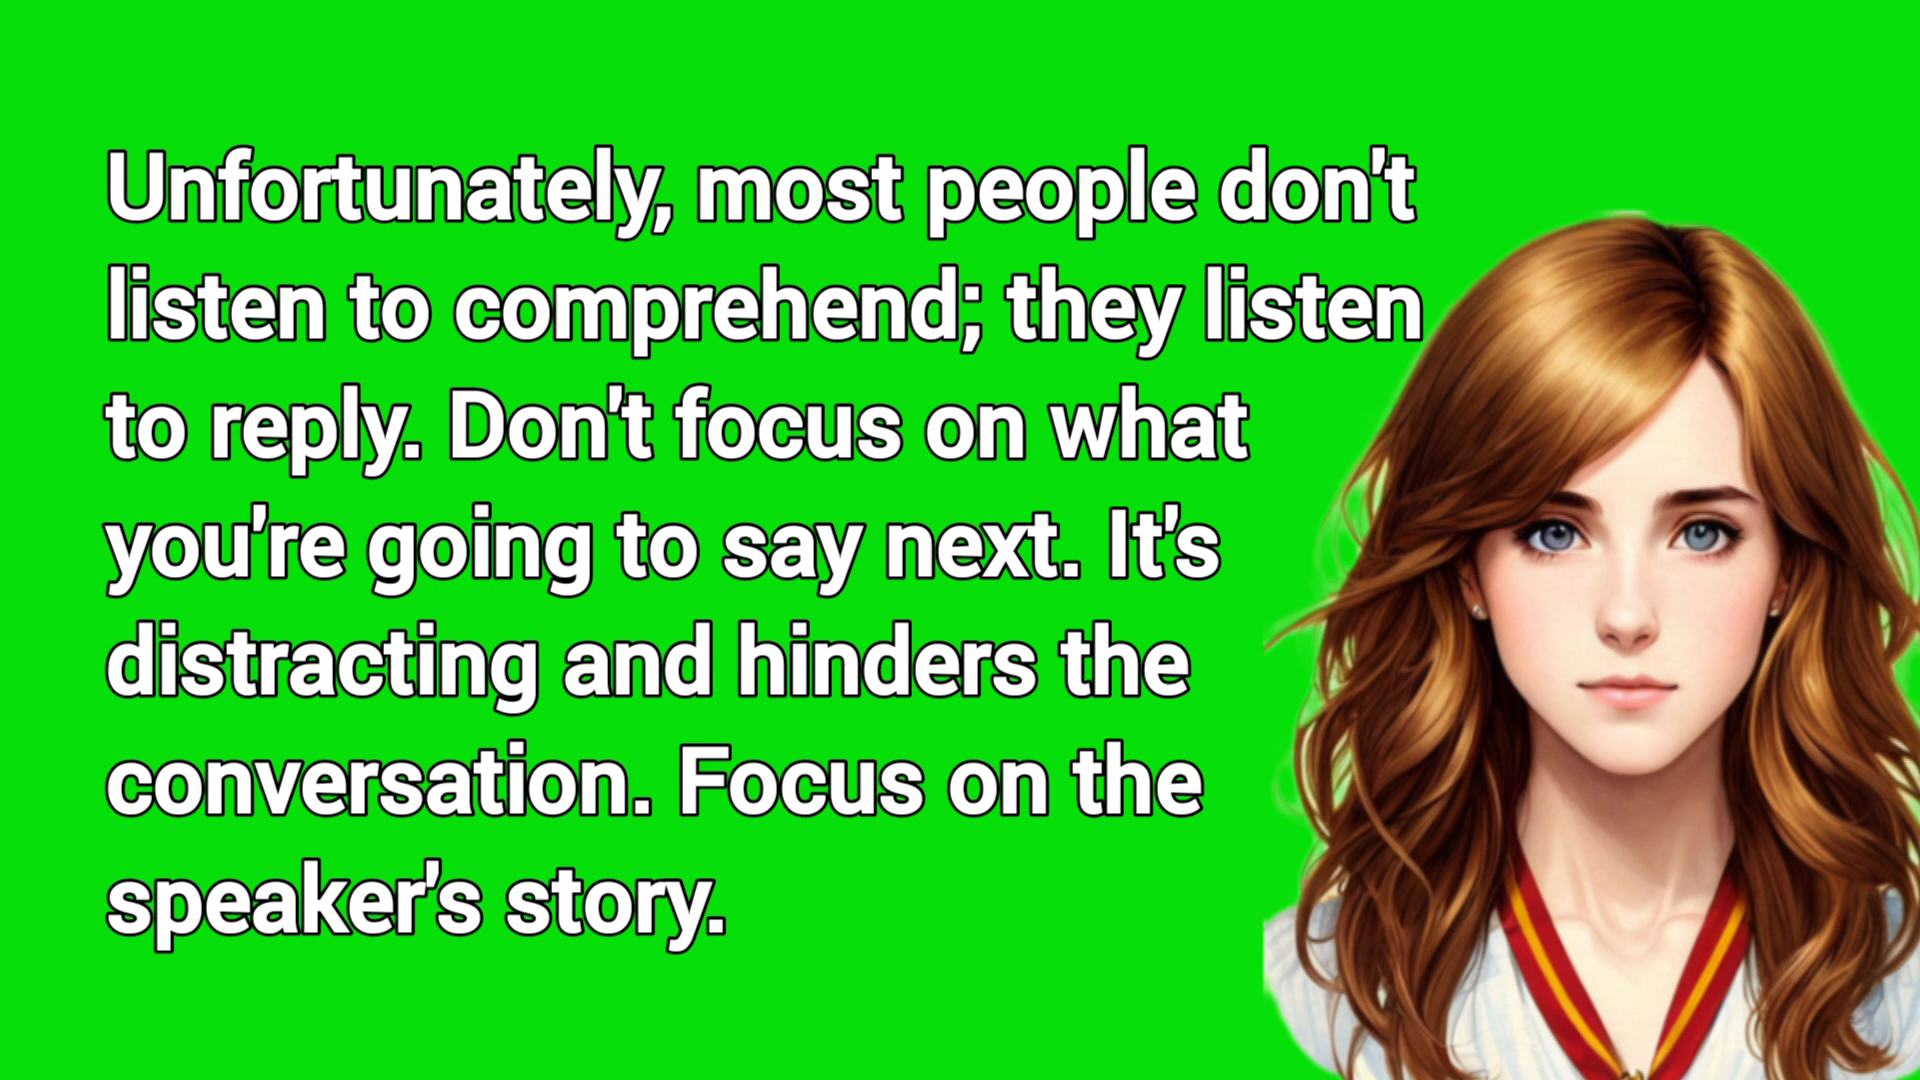 Unfortunately, most people don't
listen to comprehend; they listen
to reply. Don't focus on what
you're going to say next. It's
distracting and hinders the
conversation. Focus on the
speaker's story.